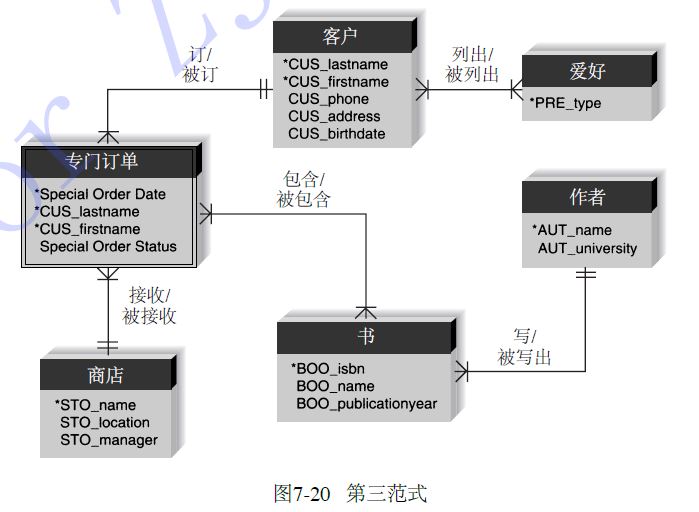 客户
*CUS_lastname
*CUS_firstname
CUS_phone
CUS_address
CUS_birthdate
订/
被订
列出/
被列出
爱好
*PRE_type
专门订单
*Special Order Date
*CUS_lastname
*CUS_firstname
Special Order Status
包含/
被包含
作者
*AUT_name
AUT_university
接收/
被接收
书
*BOO_isbn
BOO_name
BOO_publicationyear
写/
被写出
商店
*STO_name
STO_location
STO_manager
图7-20 第三范式